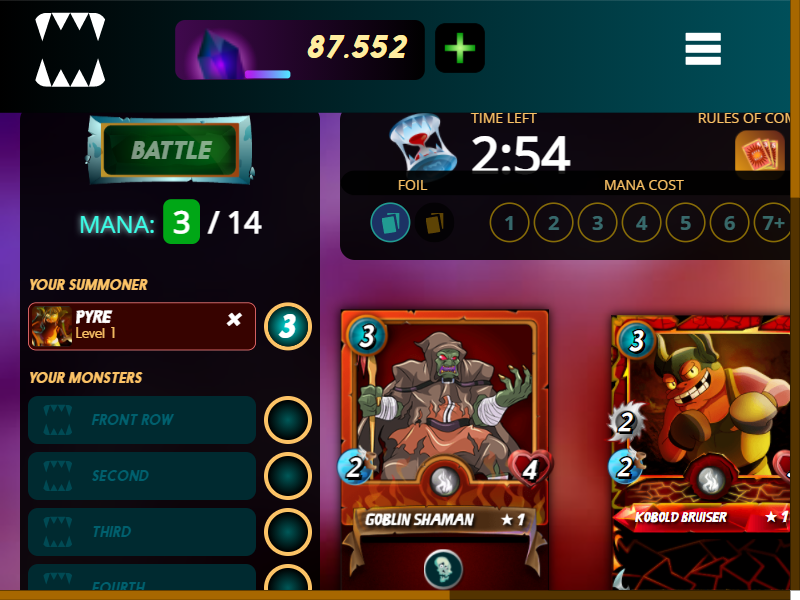 87.552
BATTLE
MANA: 3 / 14
YOUR SUMMONER
PYRE
Level 1
3
YOUR MONSTERS
FRONT ROW
SECOND
THIRD
FOURTH
TIME LEFT
2:54
RULES OF COM
FOIL
MANA COST
1 2 3 4 5 6 7+
3
2
4
GOBLIN SHAMAN ★ 1
3
2
2
KOBOLD BRUISER ★ 1